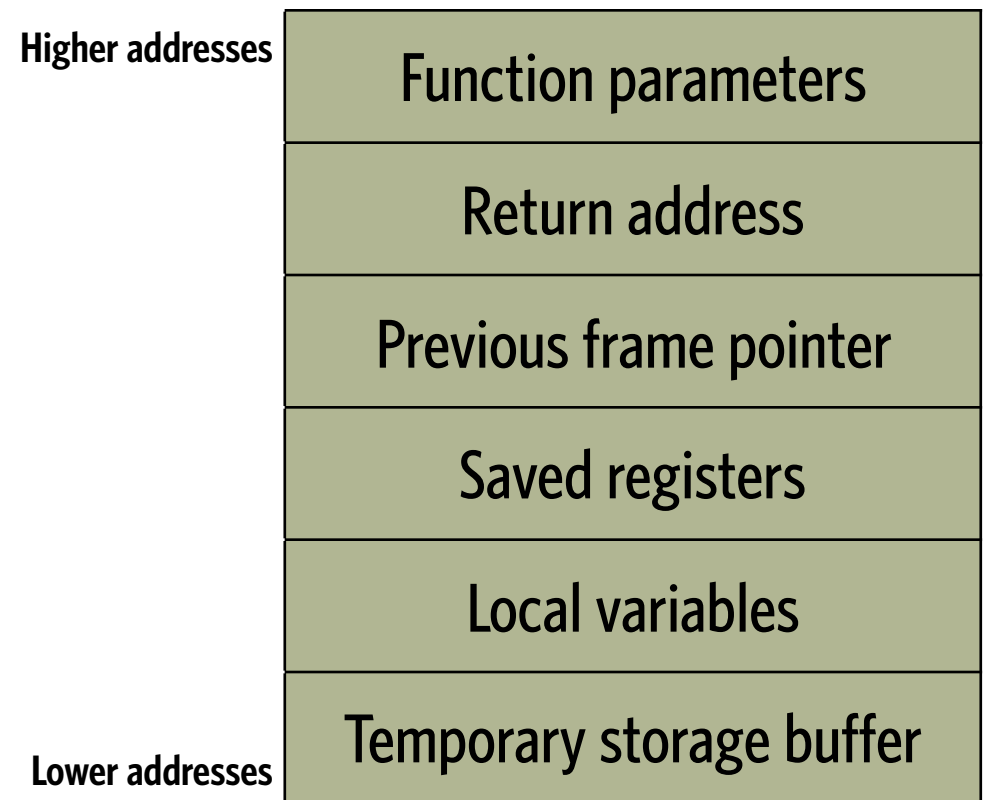 Higher addresses
Function parameters
Return address
Previous frame pointer
Saved registers
Local variables
Temporary storage buffer
Lower addresses